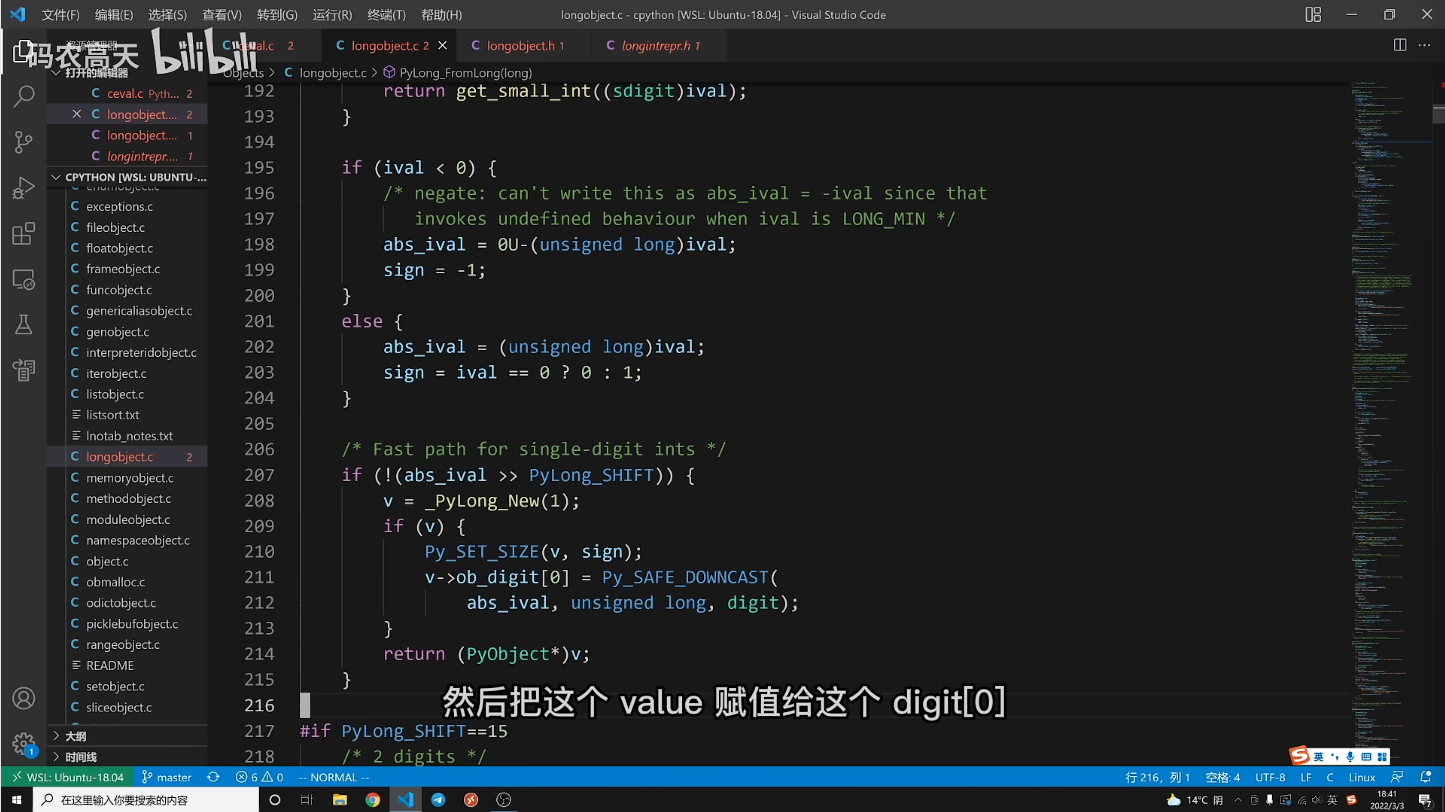 文件(F) 编辑(E) 选择(S) 查看(V) 转到(G) 运行(R) 终端(T) 帮助(H) longobject.c - cpython [WSL: Ubuntu-18.04] - Visual Studio Code
码农高天 bilibili
ceval.c 2 longobject.c 2 longobject.h 1 longintrepr.h 1
打开的编辑器
Objects > longobject.c > PyLong_FromLong(long)
ceval.c Pyth... 2
longobject.... 2
longobject.... 1
longintrepr.... 1
CPYTHON [WSL: UBUNTU-...
enumobject.c
exceptions.c
fileobject.c
floatobject.c
frameobject.c
funcobject.c
genericaliasobject.c
genobject.c
interpreteridobject.c
iterobject.c
listobject.c
listsort.txt
lnotab_notes.txt
longobject.c 2
memoryobject.c
methodobject.c
moduleobject.c
namespaceobject.c
object.c
obmalloc.c
odictobject.c
picklebufobject.c
rangeobject.c
README
setobject.c
sliceobject.c
大纲
时间线
192 return get_small_int((sdigit)ival);
193 }
194
195 if (ival < 0) {
196 /* negate: can't write this as abs_ival = -ival since that
197 invokes undefined behaviour when ival is LONG_MIN */
198 abs_ival = 0U-(unsigned long)ival;
199 sign = -1;
200 }
201 else {
202 abs_ival = (unsigned long)ival;
203 sign = ival == 0 ? 0 : 1;
204 }
205
206 /* Fast path for single-digit ints */
207 if (!(abs_ival >> PyLong_SHIFT)) {
208 v = _PyLong_New(1);
209 if (v) {
210 Py_SET_SIZE(v, sign);
211 v->ob_digit[0] = Py_SAFE_DOWNCAST(
212 abs_ival, unsigned long, digit);
213 }
214 return (PyObject*)v;
215 }
216
217 #if PyLong_SHIFT==15
218 /* 2 digits */
然后把这个 value 赋值给这个 digit[0]
英
1
WSL: Ubuntu-18.04 master 6 0 -- NORMAL -- 行 216，列 1 空格: 4 UTF-8 LF C Linux
在这里输入你要搜索的内容
14°C 阴 英 18:41
2022/3/3